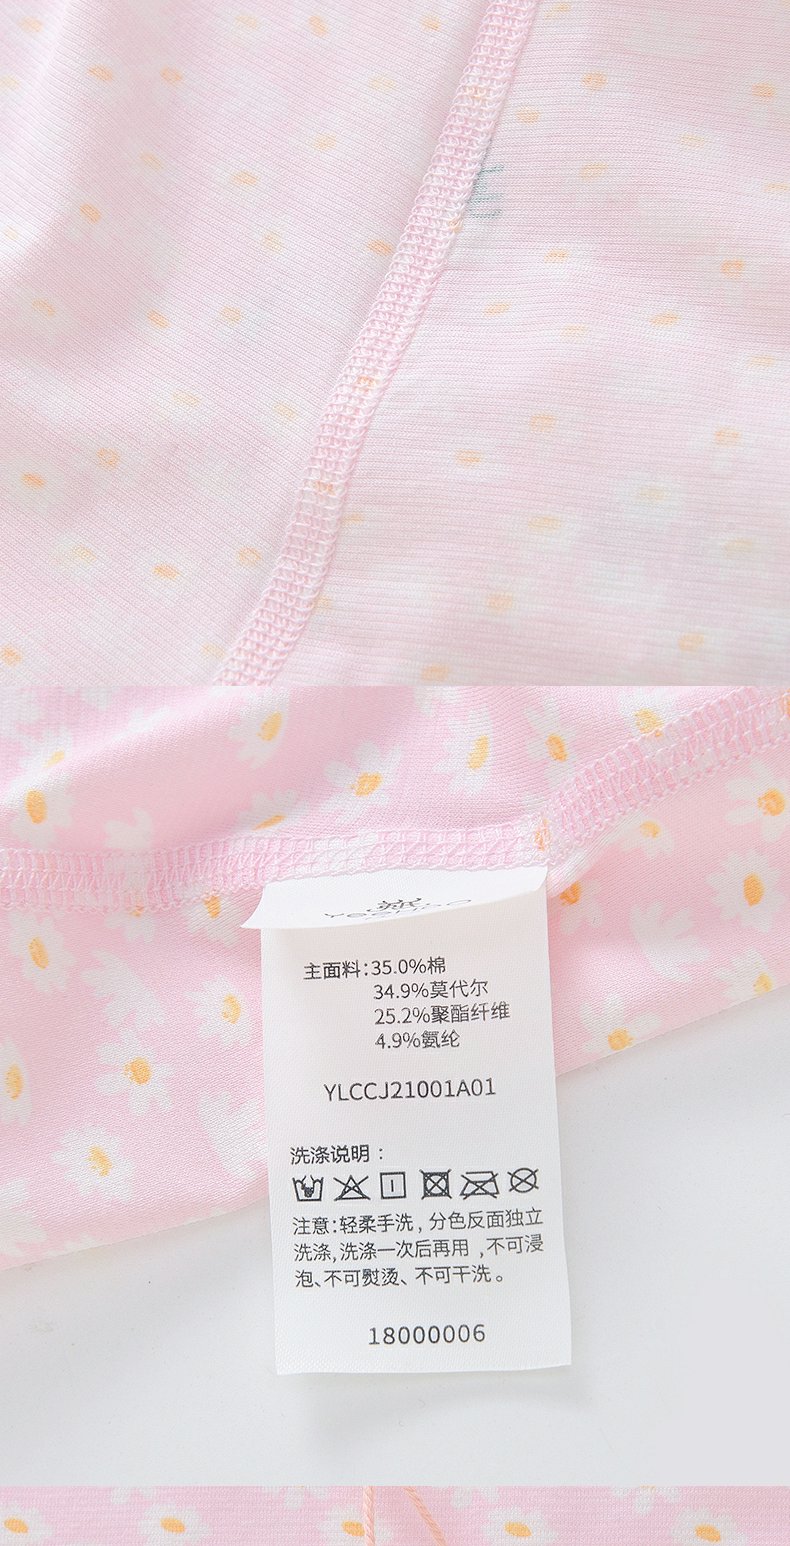 主面料:35.0%棉
34.9%莫代尔
25.2%聚酯纤维
4.9%氨纶
YLCCJ21001A01
洗涤说明：
注意:轻柔手洗, 分色反面独立
洗涤,洗涤一次后再用 ,不可浸
泡、不可熨烫、不可干洗。
18000006